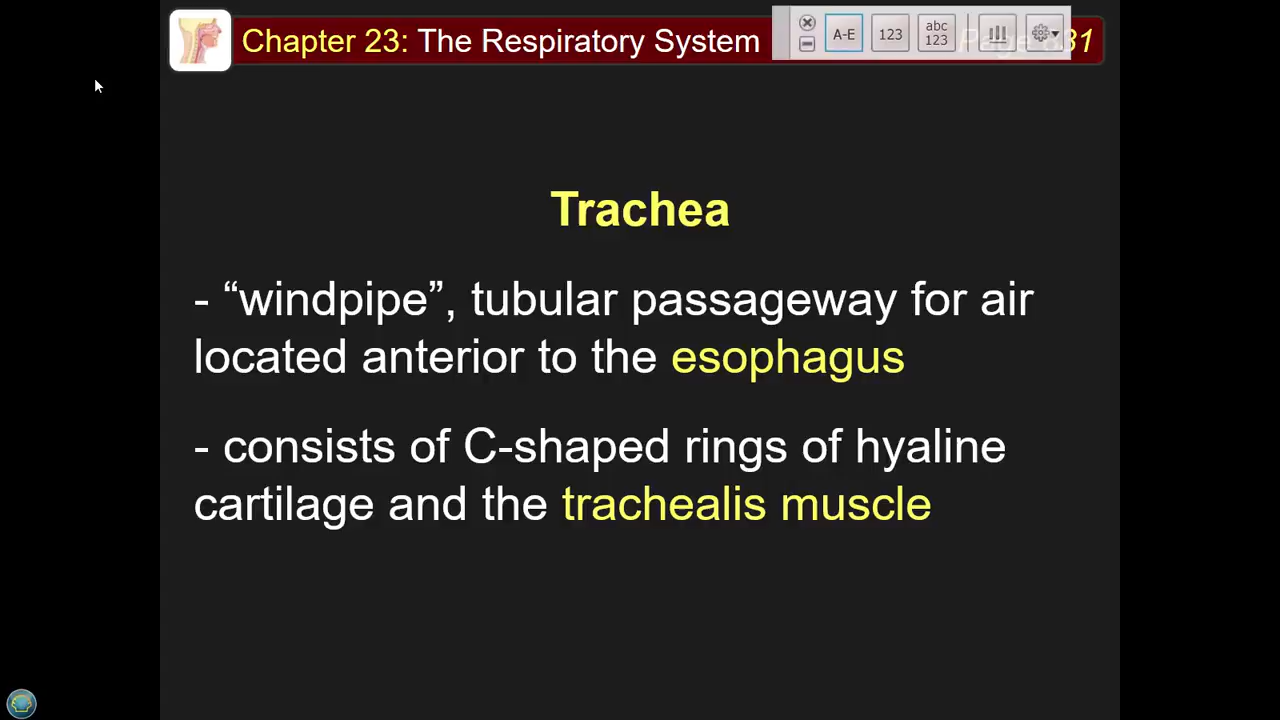 Chapter 23: The Respiratory System
A-E
123
abc
123
Trachea
- “windpipe”, tubular passageway for air
located anterior to the esophagus
- consists of C-shaped rings of hyaline
cartilage and the trachealis muscle